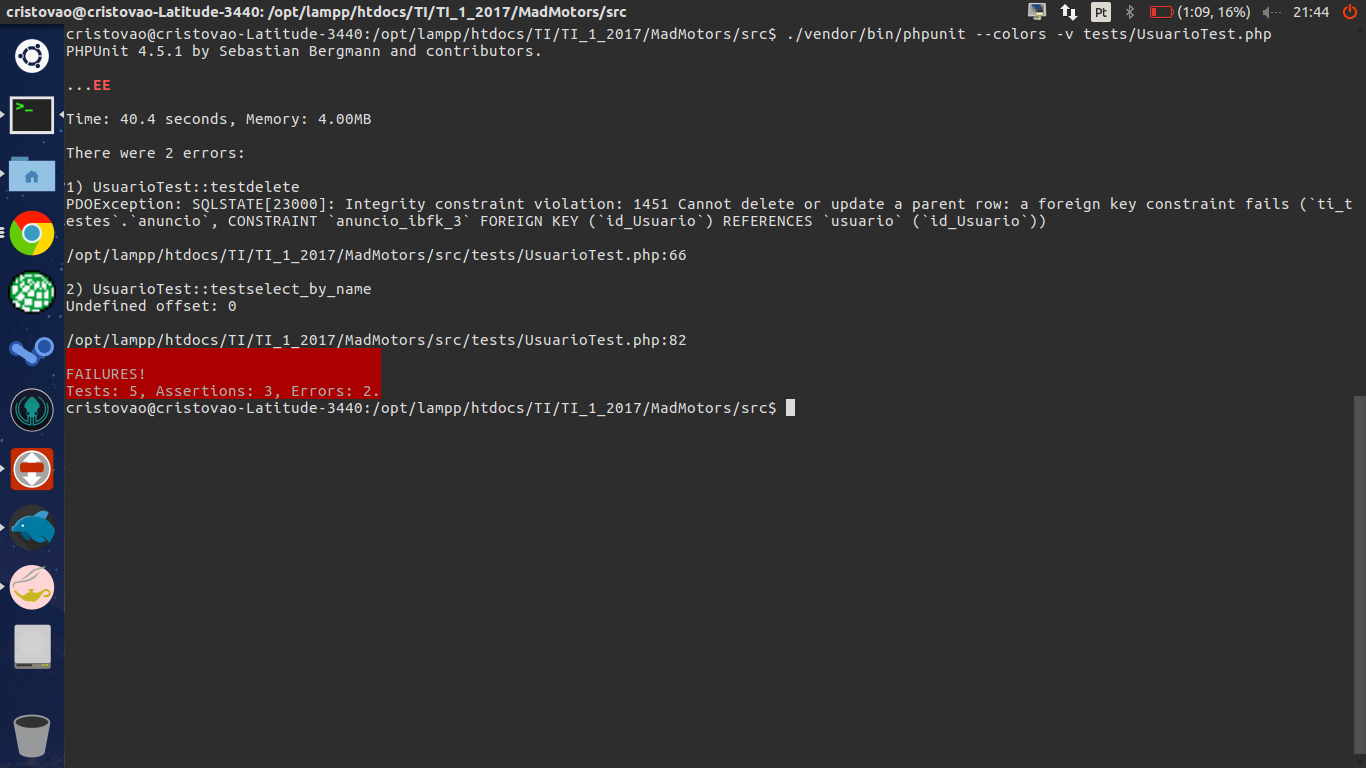 cristovao@cristovao-Latitude-3440: /opt/lampp/htdocs/TI/TI_1_2017/MadMotors/src
Pt
(1:09, 16%)
21:44
cristovao@cristovao-Latitude-3440:/opt/lampp/htdocs/TI/TI_1_2017/MadMotors/src$ ./vendor/bin/phpunit --colors -v tests/UsuarioTest.php
PHPUnit 4.5.1 by Sebastian Bergmann and contributors.
...EE
Time: 40.4 seconds, Memory: 4.00MB
There were 2 errors:
1) UsuarioTest::testdelete
PDOException: SQLSTATE[23000]: Integrity constraint violation: 1451 Cannot delete or update a parent row: a foreign key constraint fails (`ti_t
estes`.`anuncio`, CONSTRAINT `anuncio_ibfk_3` FOREIGN KEY (`id_Usuario`) REFERENCES `usuario` (`id_Usuario`))
/opt/lampp/htdocs/TI/TI_1_2017/MadMotors/src/tests/UsuarioTest.php:66
2) UsuarioTest::testselect_by_name
Undefined offset: 0
/opt/lampp/htdocs/TI/TI_1_2017/MadMotors/src/tests/UsuarioTest.php:82
FAILURES!
Tests: 5, Assertions: 3, Errors: 2.
cristovao@cristovao-Latitude-3440:/opt/lampp/htdocs/TI/TI_1_2017/MadMotors/src$